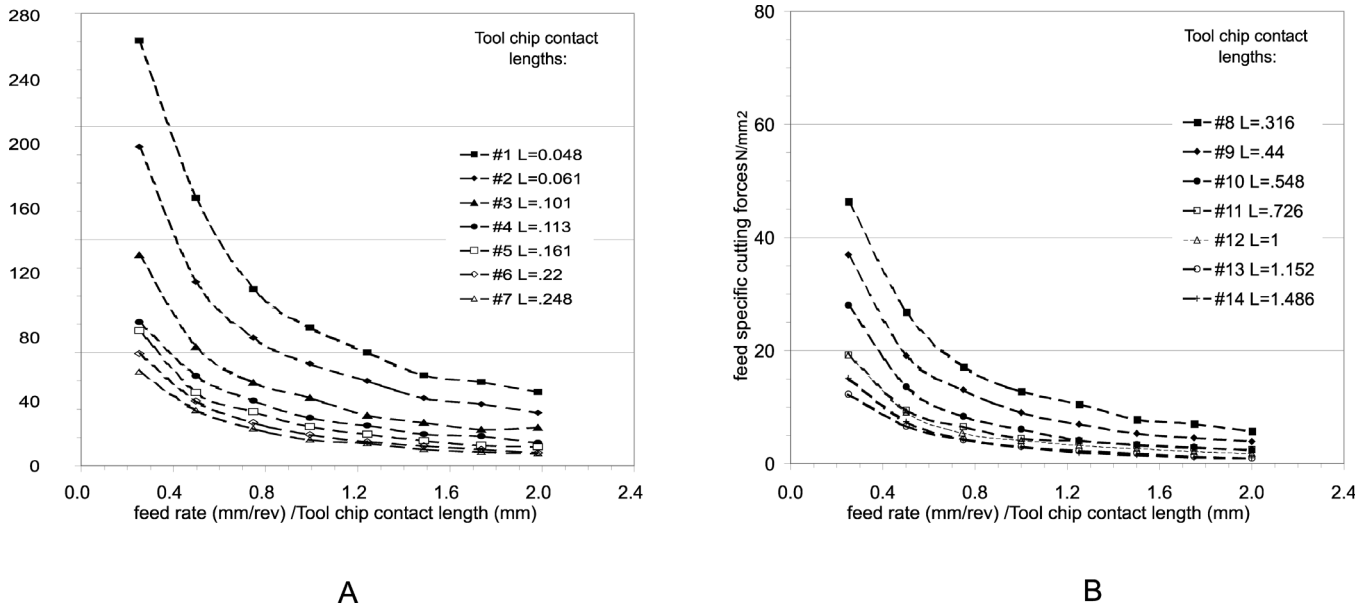 280
240
200
160
120
80
40
0
0.0 0.4 0.8 1.2 1.6 2.0 2.4
feed rate (mm/rev) /Tool chip contact length (mm)
Tool chip contact
lengths:
#1 L=0.048
#2 L=0.061
#3 L=.101
#4 L=.113
#5 L=.161
#6 L=.22
#7 L=.248
A
feed specific cutting forcesN/mm2
80
60
40
20
0
0.0 0.4 0.8 1.2 1.6 2.0 2.4
feed rate (mm/rev) /Tool chip contact length (mm)
Tool chip contact
lengths:
#8 L=.316
#9 L=.44
#10 L=.548
#11 L=.726
#12 L=1
#13 L=1.152
#14 L=1.486
B